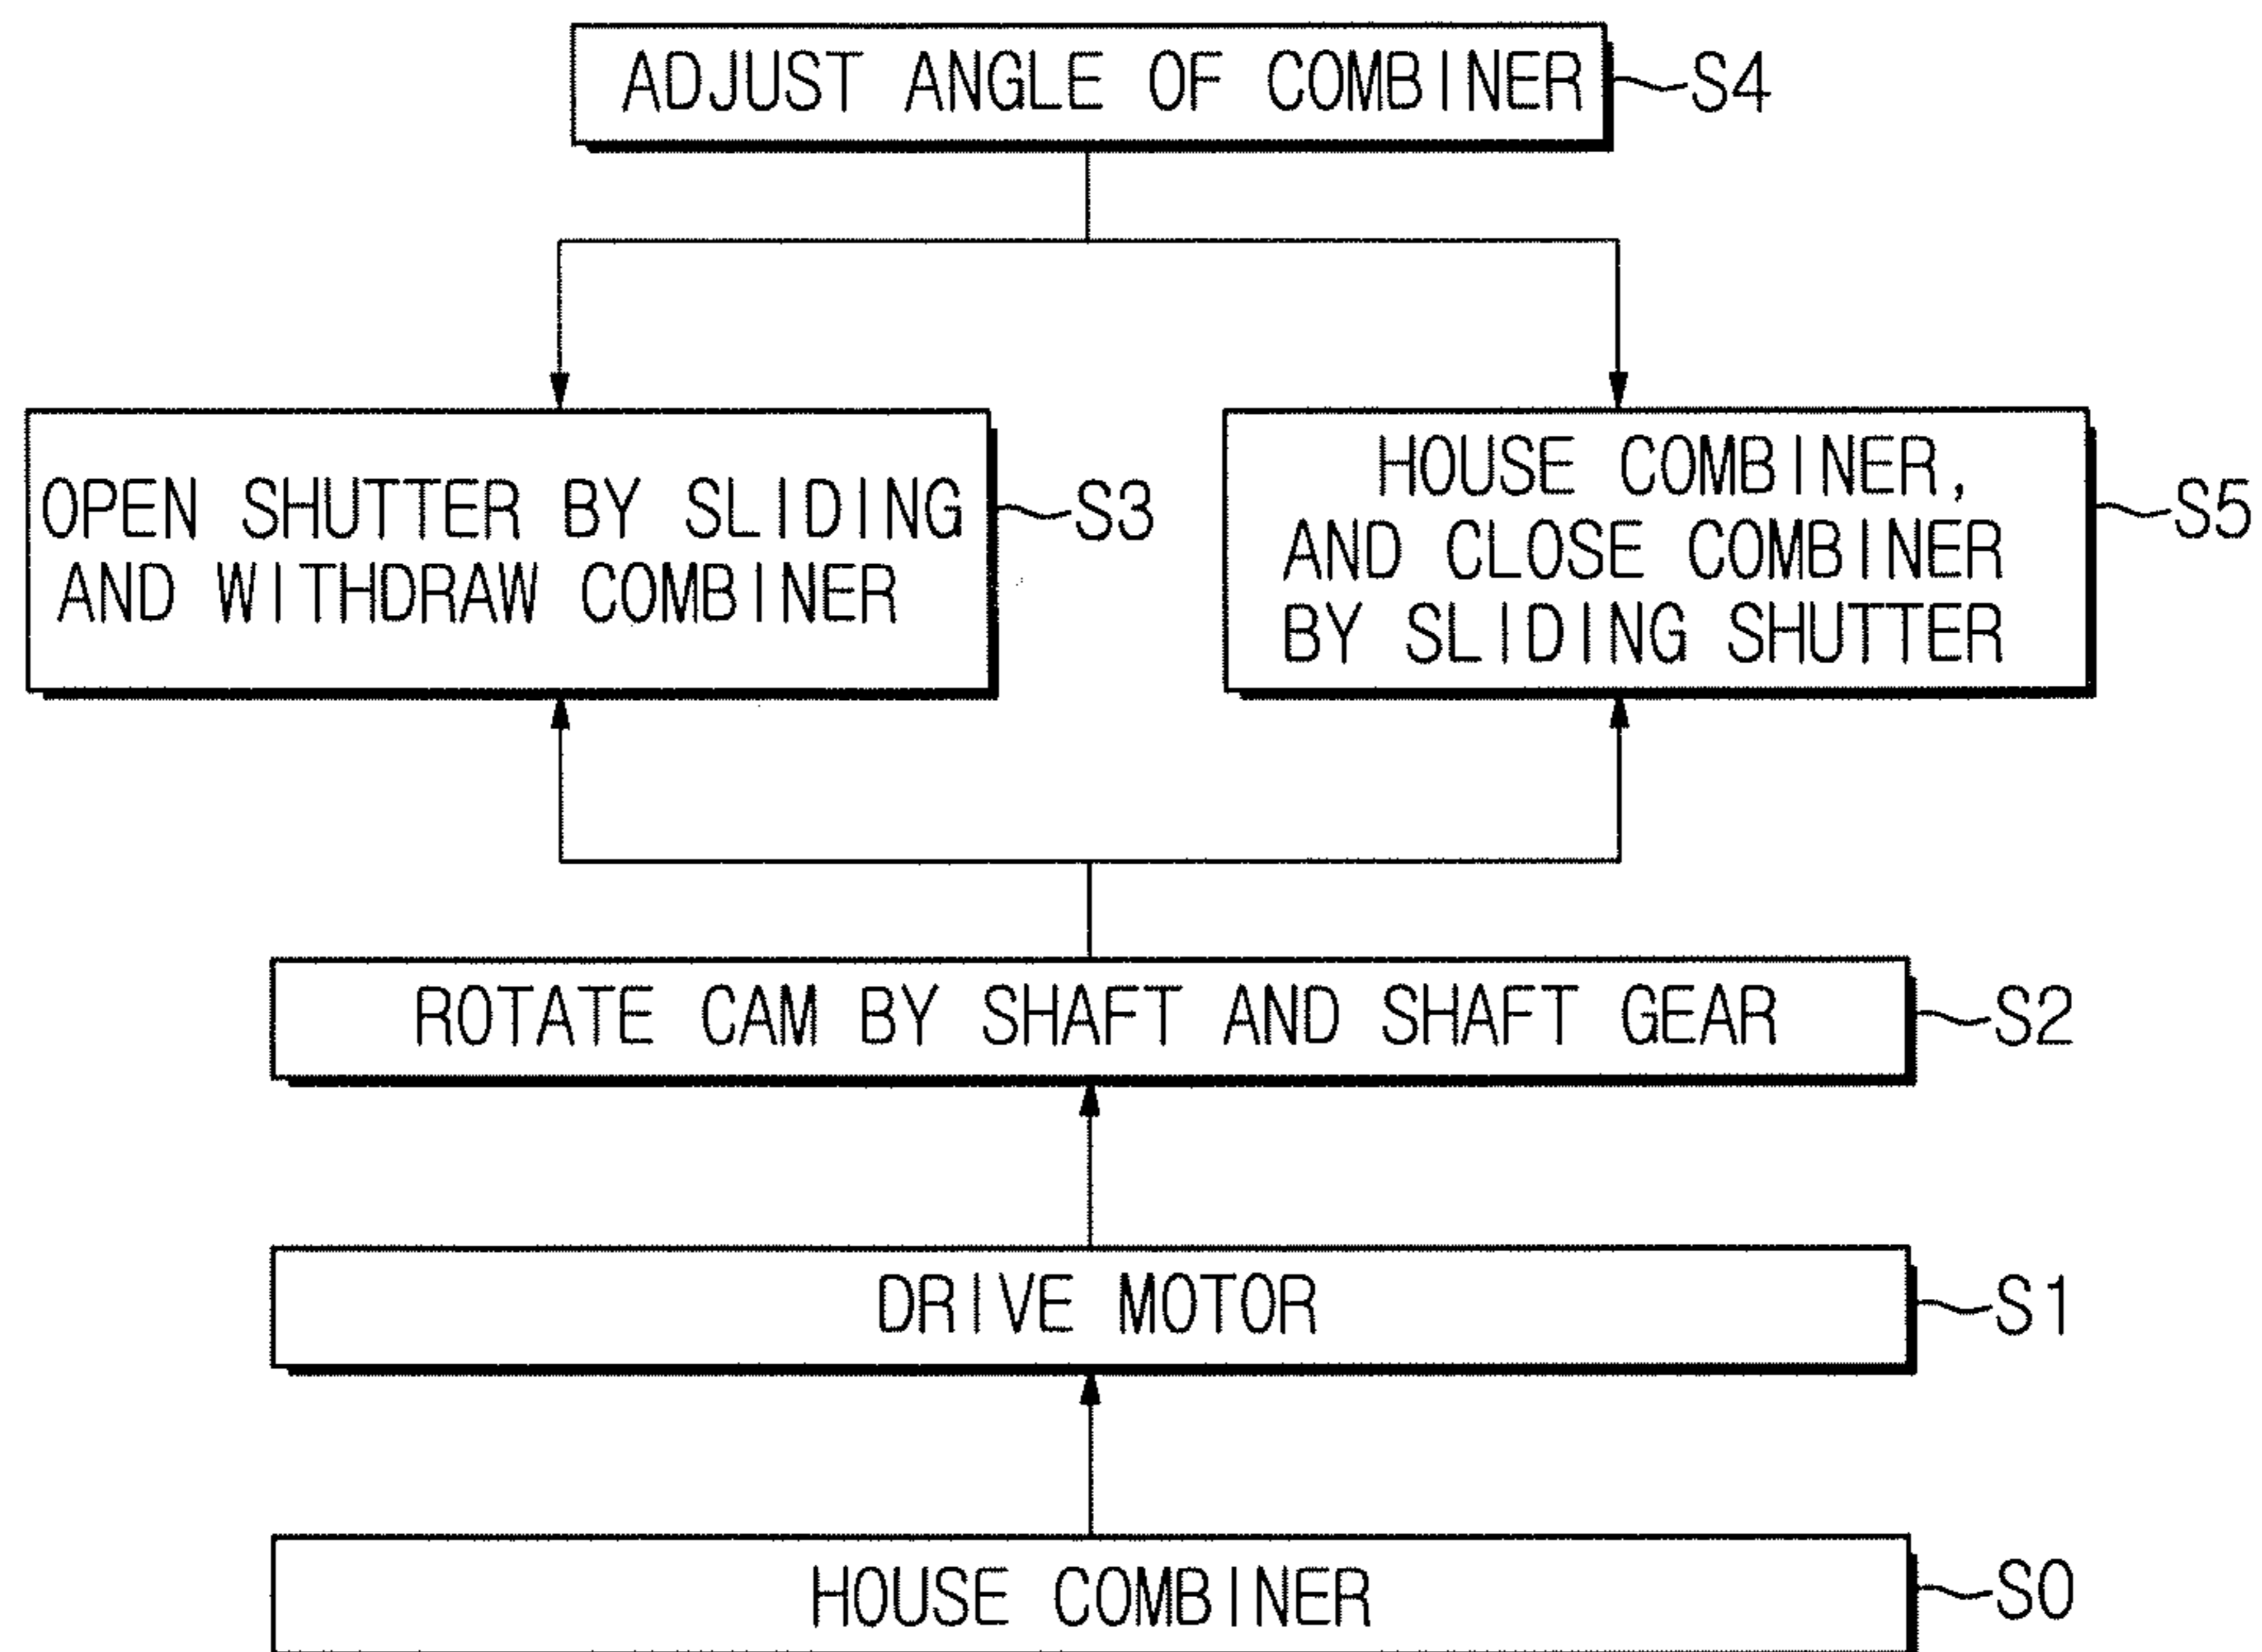 ADJUST ANGLE OF COMBINER
S4
OPEN SHUTTER BY SLIDING
AND WITHDRAW COMBINER
S3
HOUSE COMBINER,
AND CLOSE COMBINER
BY SLIDING SHUTTER
S5
ROTATE CAM BY SHAFT AND SHAFT GEAR
S2
DRIVE MOTOR
S1
HOUSE COMBINER
S0